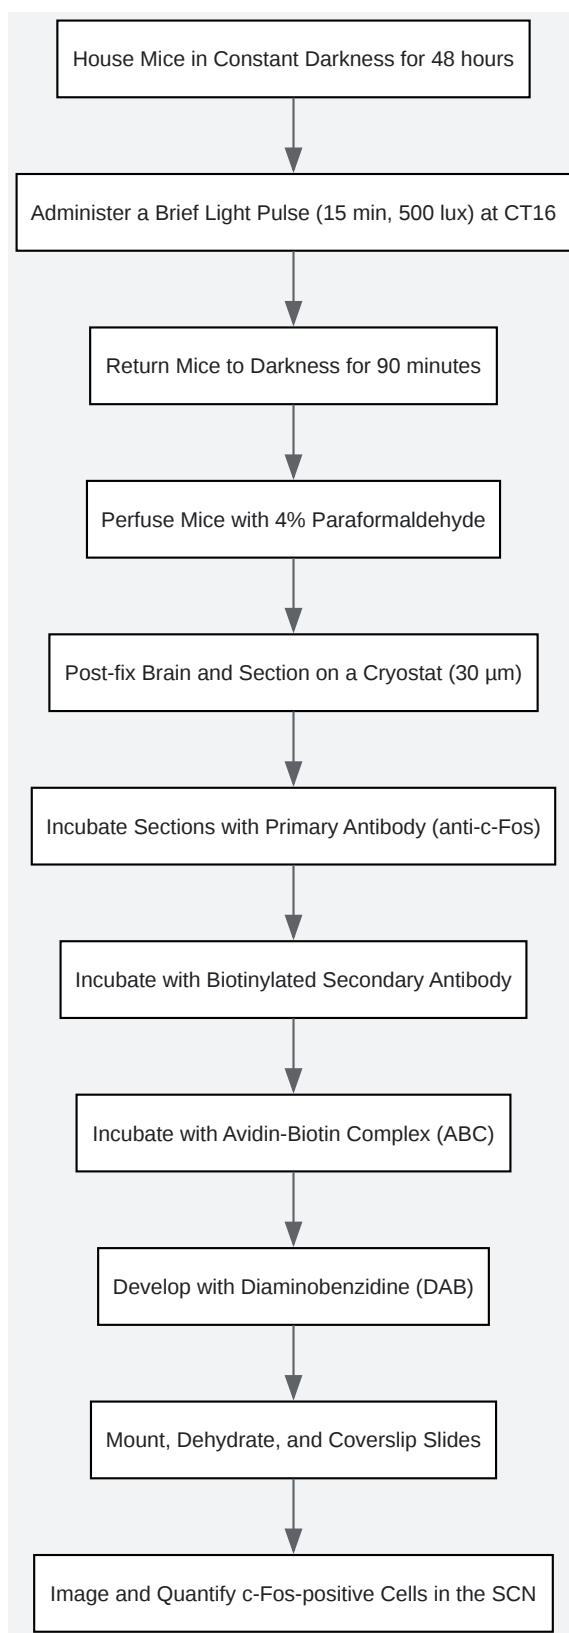 House Mice in Constant Darkness for 48 hours
Administer a Brief Light Pulse (15 min, 500 lux) at CT16
Return Mice to Darkness for 90 minutes
Perfuse Mice with 4% Paraformaldehyde
Post-fix Brain and Section on a Cryostat (30 µm)
Incubate Sections with Primary Antibody (anti-c-Fos)
Incubate with Biotinylated Secondary Antibody
Incubate with Avidin-Biotin Complex (ABC)
Develop with Diaminobenzidine (DAB)
Mount, Dehydrate, and Coverslip Slides
Image and Quantify c-Fos-positive Cells in the SCN